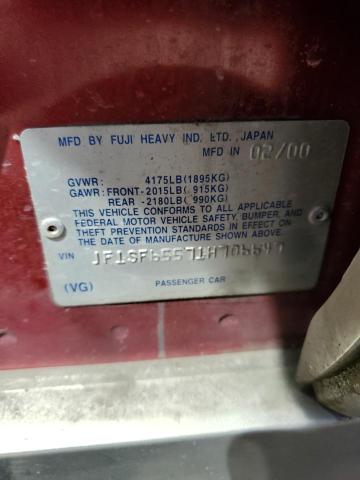 MFD BY FUJI HEAVY IND. LTD., JAPAN
MFD IN 02/00
GVWR: 4175LB(1895KG)
GAWR: FRONT-2015LB( 915KG)
REAR -2180LB( 990KG)
THIS VEHICLE CONFORMS TO ALL APPLICABLE
FEDERAL MOTOR VEHICLE SAFETY, BUMPER, AND
THEFT PREVENTION STANDARDS IN EFFECT ON
THE DATE OF MANUFACTURE SHOWN ABOVE.
VIN
(VG) PASSENGER CAR